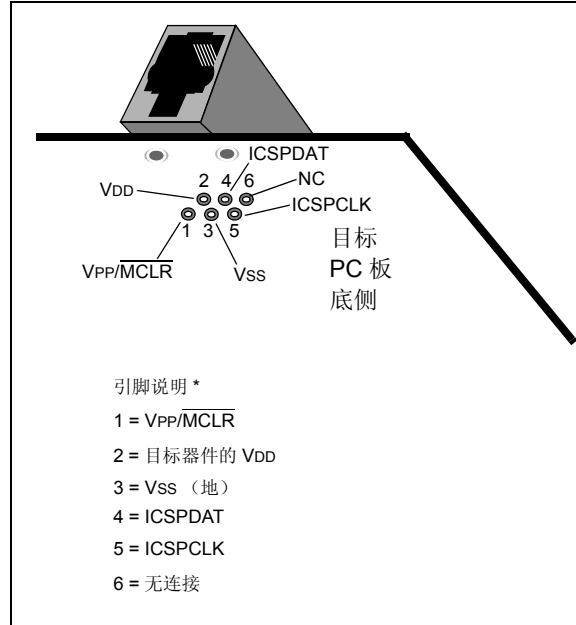 ICSPDAT
VDD
2 4 6
NC
ICSPCLK
1 3 5
目标
PC 板
底侧
VPP/MCLR
Vss
引脚说明 *
1 = VPP/MCLR
2 = 目标器件的 VDD
3 = Vss （地）
4 = ICSPDAT
5 = ICSPCLK
6 = 无连接